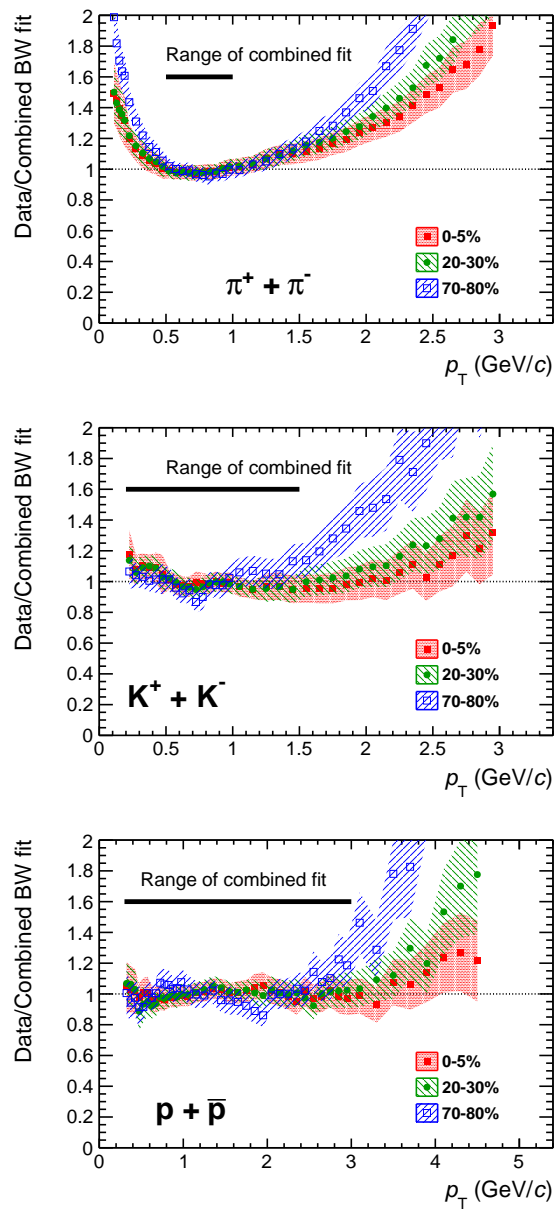 Data/Combined BW fit
2
1.8
1.6
1.4
1.2
1
0.8
0.6
0.4
0.2
0
Range of combined fit
0-5%
20-30%
70-80%
π⁺ + π⁻
0 0.5 1 1.5 2 2.5 3
p_T (GeV/c)
Data/Combined BW fit
2
1.8
1.6
1.4
1.2
1
0.8
0.6
0.4
0.2
0
Range of combined fit
0-5%
20-30%
70-80%
K⁺ + K⁻
0 0.5 1 1.5 2 2.5 3
p_T (GeV/c)
Data/Combined BW fit
2
1.8
1.6
1.4
1.2
1
0.8
0.6
0.4
0.2
0
Range of combined fit
0-5%
20-30%
70-80%
p + p̅
0 1 2 3 4 5
p_T (GeV/c)